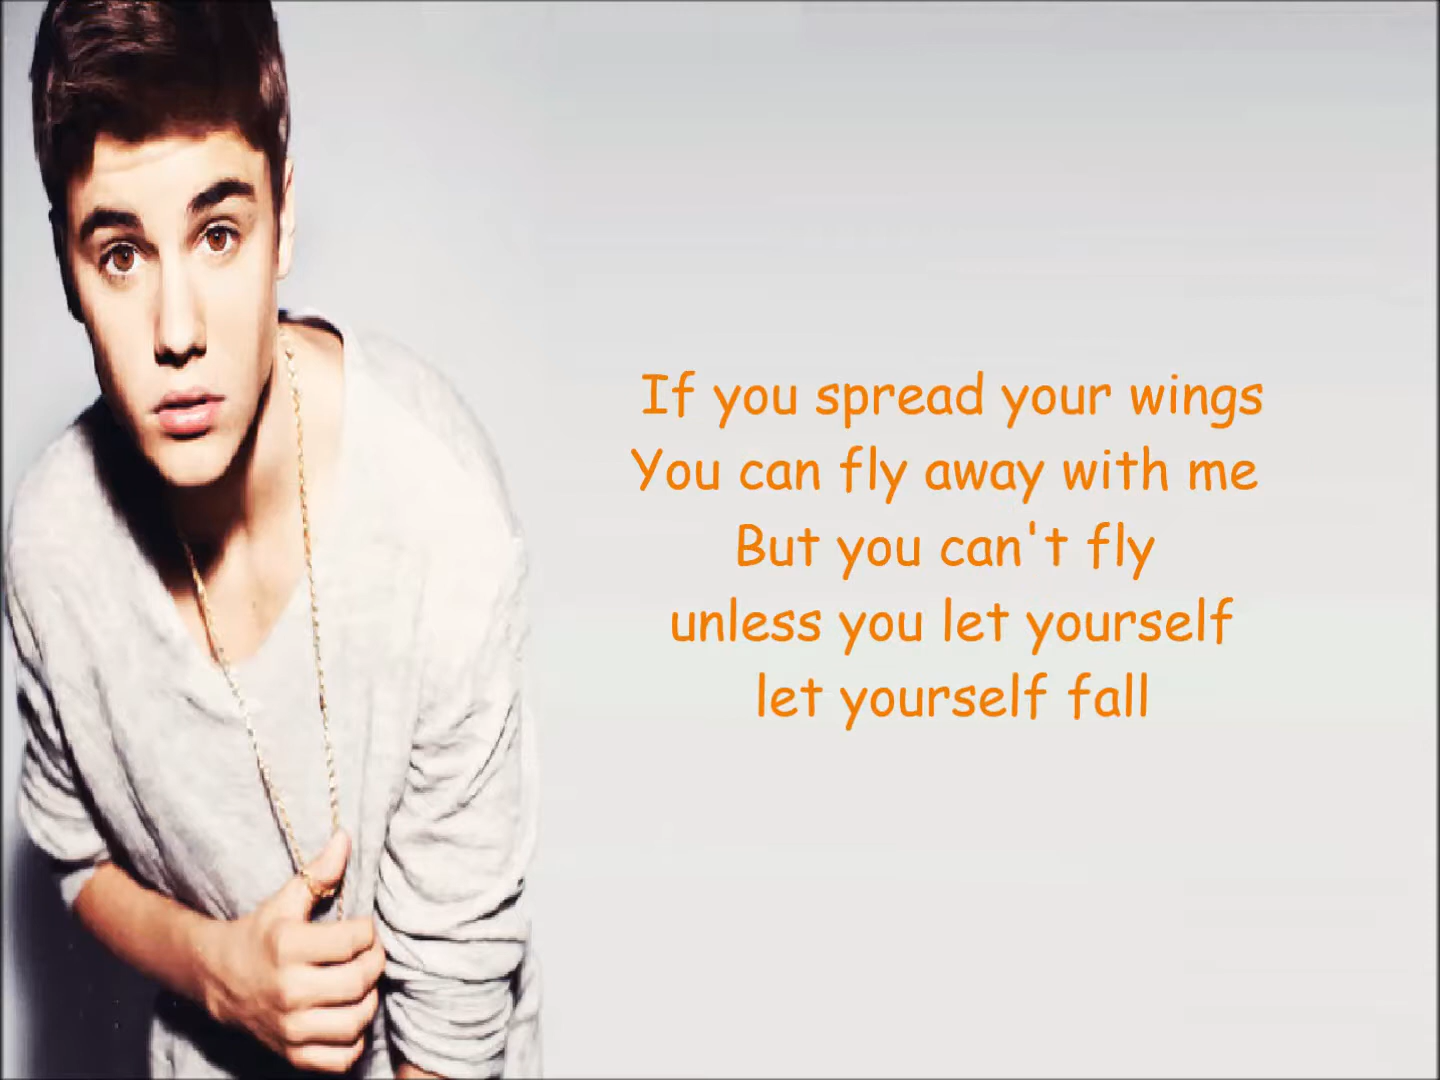 If you spread your wings
You can fly away with me
But you can't fly
unless you let yourself
let yourself fall